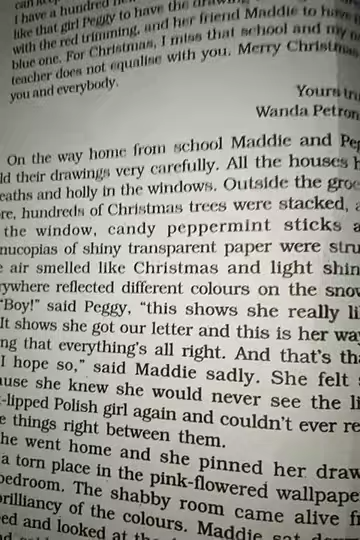 I have a hundred
like that girl Peggy to have the
with the red trimming, and her friend Maddie to have
blue one. For Christmas, I miss that school and my
teacher does not equalise with you. Merry Christmas
you and everybody.
Yours
Wanda Petron
On the way home from school Maddie and Pe
ld their drawings very carefully. All the houses h
eaths and holly in the windows. Outside the gro
re, hundreds of Christmas trees were stacked, a
the window, candy peppermint sticks a
nucopias of shiny transparent paper were stru
e air smelled like Christmas and light shin
ywhere reflected different colours on the snow
"Boy!" said Peggy, "this shows she really li
It shows she got our letter and this is her wa
ng that everything's all right. And that's tha
I hope so," said Maddie sadly. She felt
use she knew she would never see the li
-lipped Polish girl again and couldn't ever re
e things right between them.
he went home and she pinned her draw
a torn place in the pink-flowered wallpape
bedroom. The shabby room came alive f
brilliancy of the colours. Maddie sat
ed and looked at